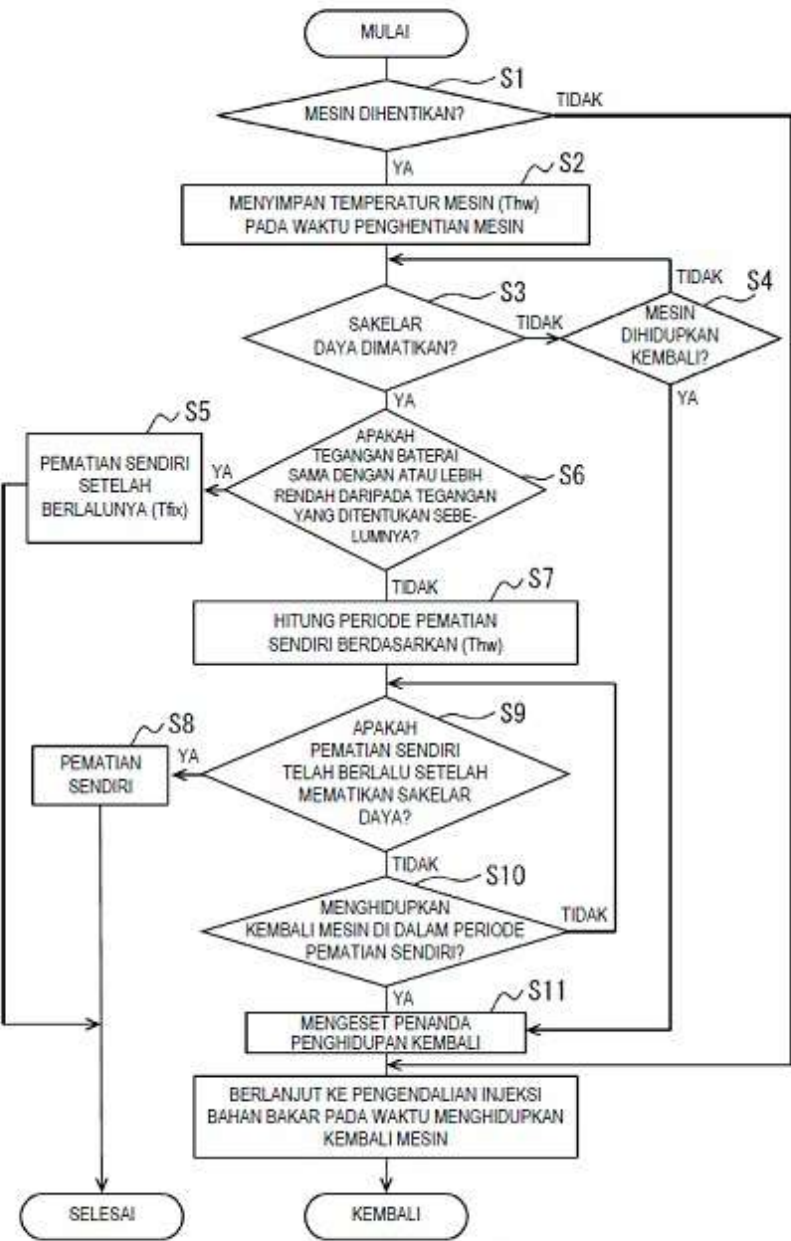 MULAI
S1
MESIN DIHENTIKAN?
TIDAK
YA
S2
MENYIMPAN TEMPERATUR MESIN (Thw)
PADA WAKTU PENGHENTIAN MESIN
TIDAK
S3
S4
SAKELAR
DAYA DIMATIKAN?
TIDAK
MESIN
DIHIDUPKAN
KEMBALI?
YA
YA
S5
PEMATIAN SENDIRI
SETELAH
BERLALUNYA (Tfix)
YA
APAKAH
TEGANGAN BATERAI
SAMA DENGAN ATAU LEBIH
RENDAH DARIPADA TEGANGAN
YANG DITENTUKAN SEBE-
LUMNYA?
S6
TIDAK
S7
HITUNG PERIODE PEMATIAN
SENDIRI BERDASARKAN (Thw)
S8
PEMATIAN
SENDIRI
YA
S9
APAKAH
PEMATIAN SENDIRI
TELAH BERLALU SETELAH
MEMATIKAN SAKELAR
DAYA?
TIDAK
S10
MENGHIDUPKAN
KEMBALI MESIN DI DALAM PERIODE
PEMATIAN SENDIRI?
TIDAK
YA
S11
MENGESET PENANDA
PENGHIDUPAN KEMBALI
BERLANJUT KE PENGENDALIAN INJEKSI
BAHAN BAKAR PADA WAKTU MENGHIDUPKAN
KEMBALI MESIN
SELESAI
KEMBALI